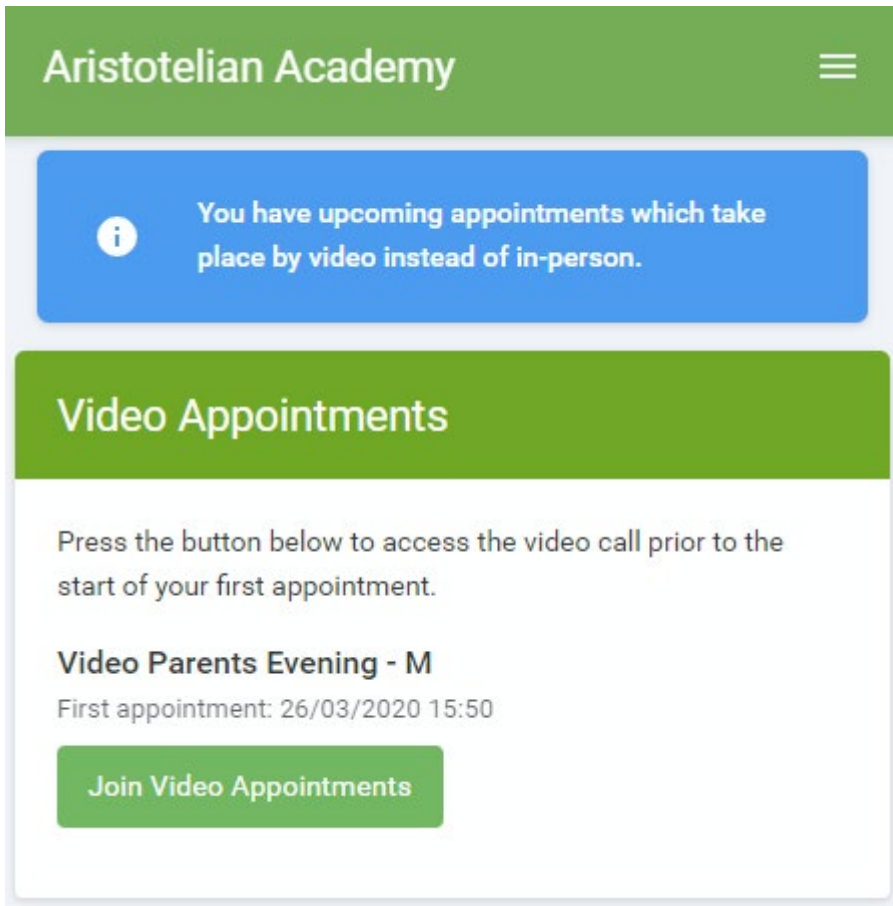 Aristotelian Academy
You have upcoming appointments which take
place by video instead of in-person.
Video Appointments
Press the button below to access the video call prior to the
start of your first appointment.
Video Parents Evening - M
First appointment: 26/03/2020 15:50
Join Video Appointments